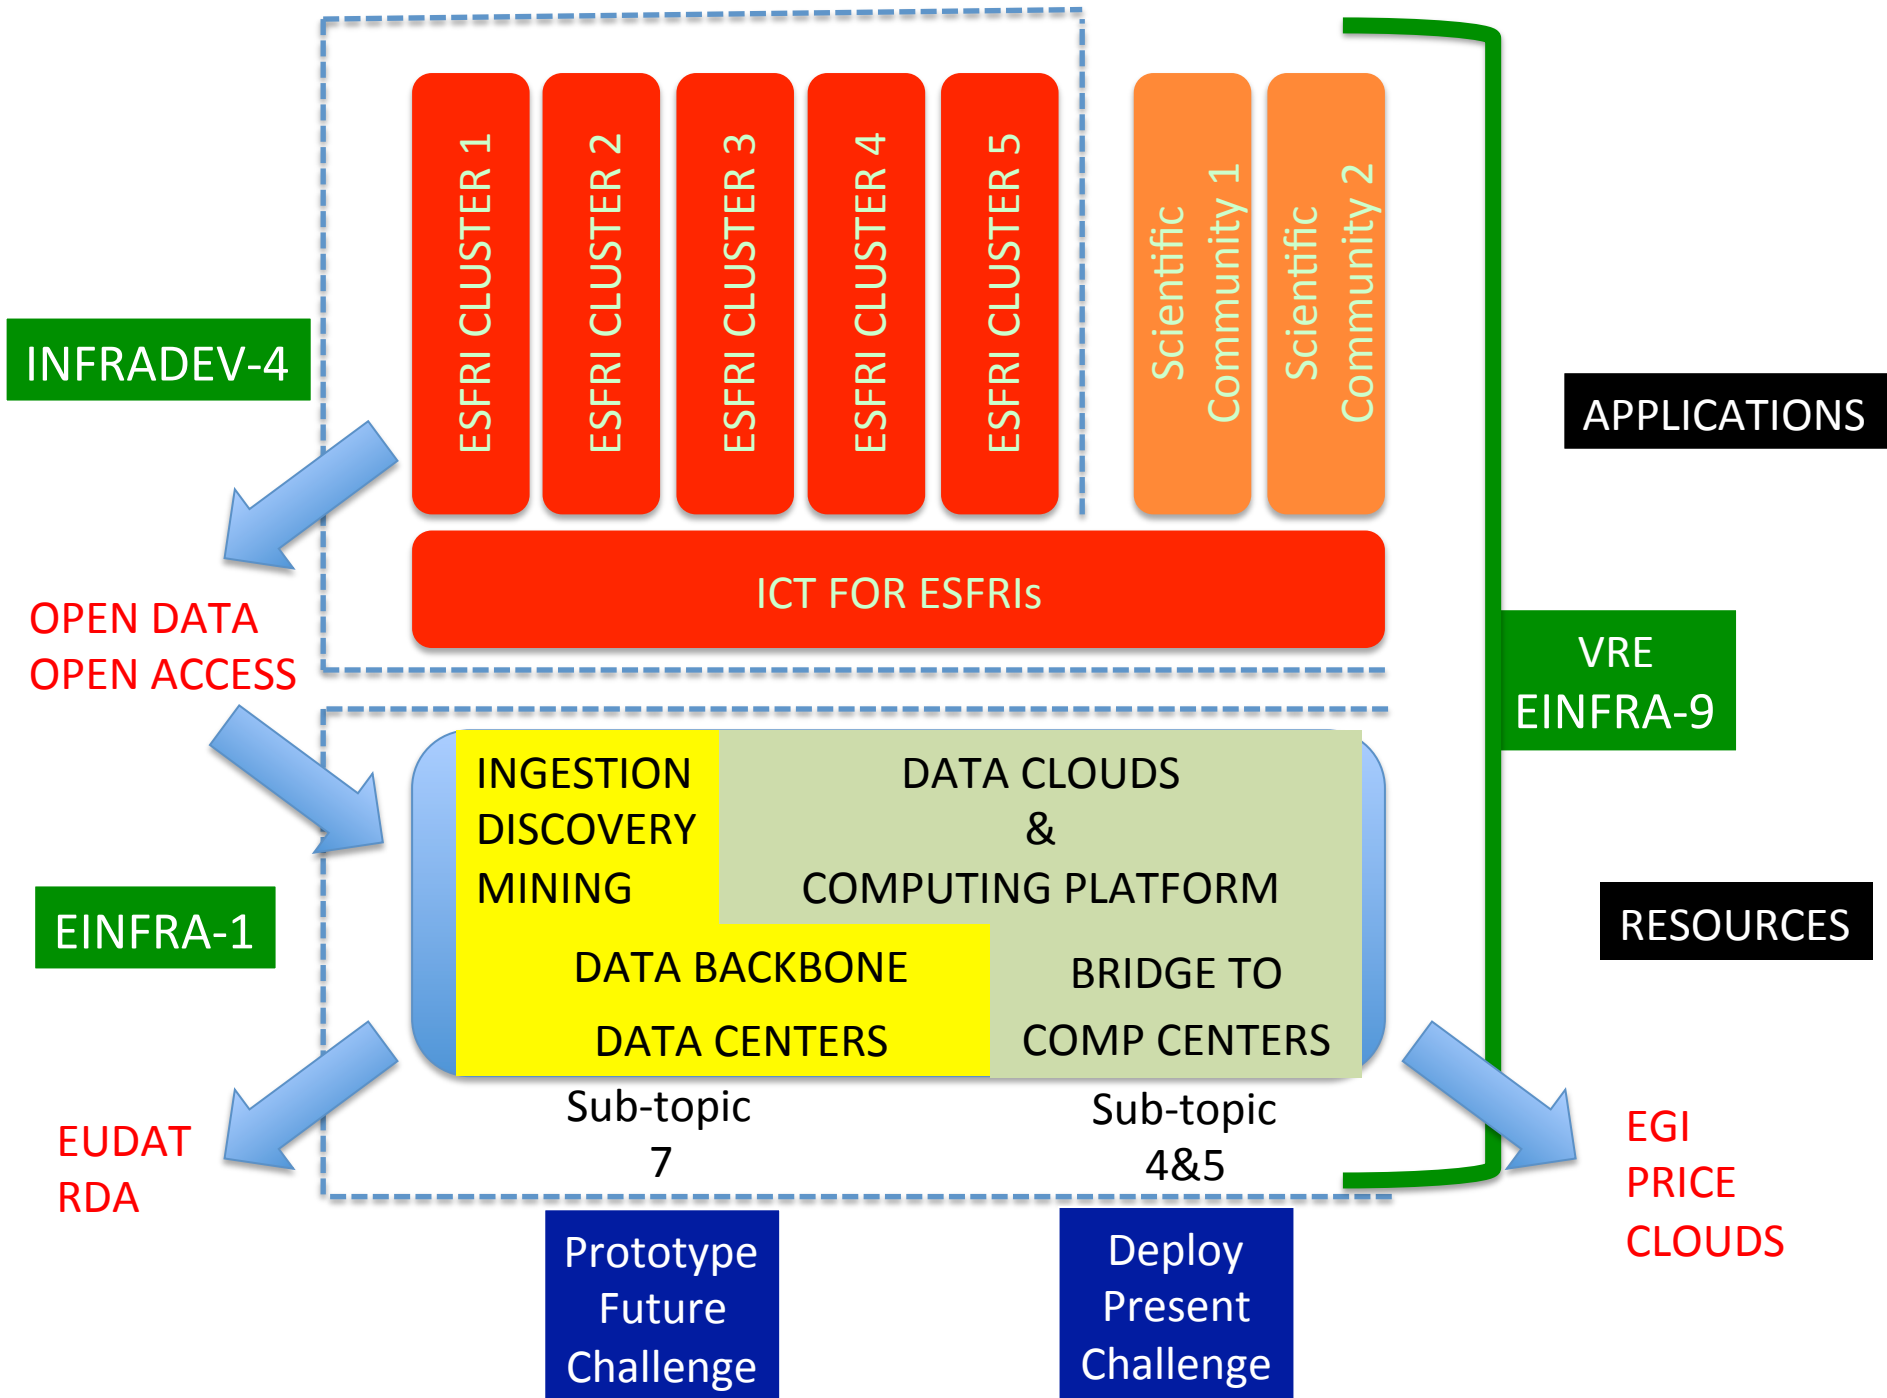 ESFRI CLUSTER 1
ESFRI CLUSTER 2
ESFRI CLUSTER 3
ESFRI CLUSTER 4
ESFRI CLUSTER 5
Scientific
Community 1
Scientific
Community 2
INFRADEV-4
APPLICATIONS
ICT FOR ESFRIs
OPEN DATA
OPEN ACCESS
VRE
EINFRA-9
INGESTION
DISCOVERY
MINING
DATA CLOUDS
&
COMPUTING PLATFORM
EINFRA-1
RESOURCES
DATA BACKBONE
DATA CENTERS
BRIDGE TO
COMP CENTERS
Sub-topic
7
Sub-topic
4&5
EUDAT
RDA
EGI
PRICE
CLOUDS
Prototype
Future
Challenge
Deploy
Present
Challenge